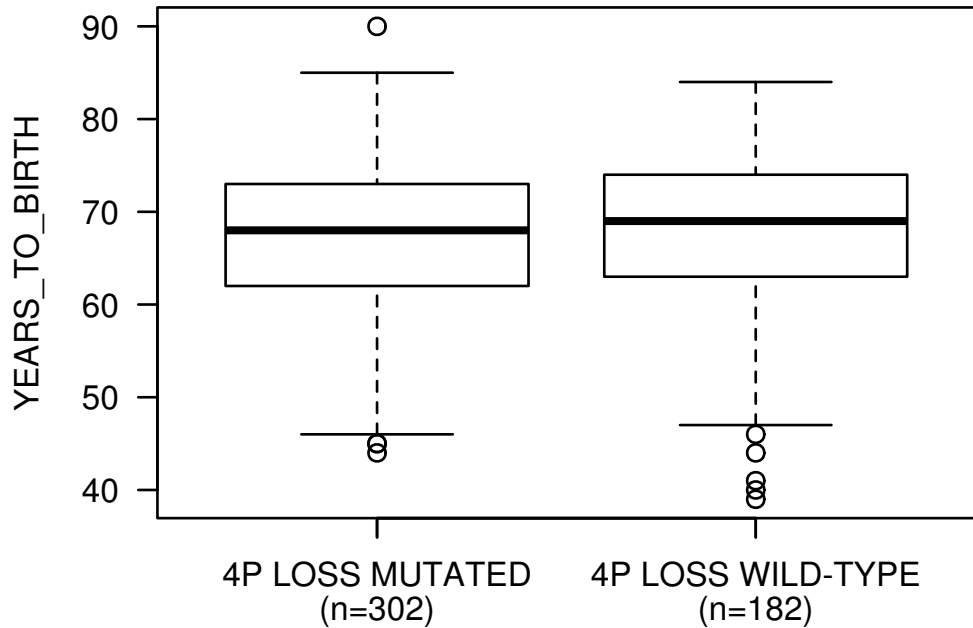 YEARS_TO_BIRTH
90
80
70
60
50
40
4P LOSS MUTATED
(n=302)
4P LOSS WILD-TYPE
(n=182)